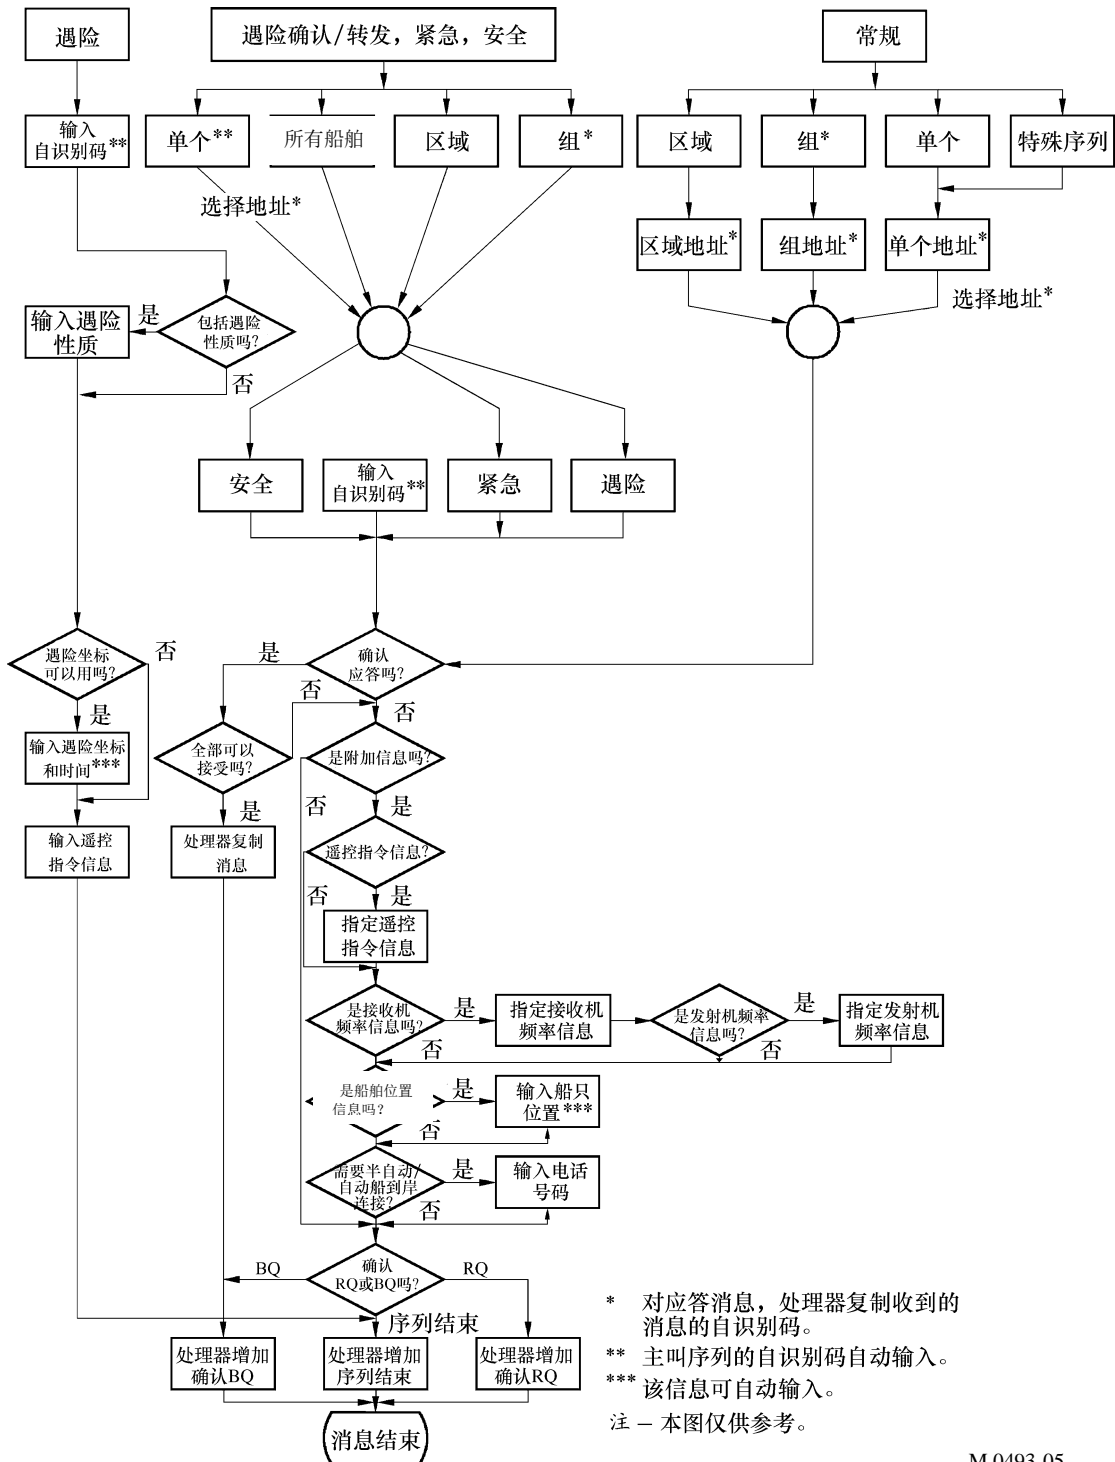 遇险
遇险确认/转发，紧急，安全
常规
输入
自识别码**
单个**
所有船舶
区域
组*
区域
组*
单个
特殊序列
选择地址*
区域地址*
组地址*
单个地址*
选择地址*
输入遇险
性质
是
包括遇险
性质吗?
否
安全
输入
自识别码**
紧急
遇险
遇险坐标
可以用吗?
否
是
确认
应答吗?
是
否
否
输入遇险坐标
和时间***
全部可以
接受吗?
是附加信息吗?
是
否
是
输入遥控
指令信息
处理器复制
消息
遥控指令信息?
否
是
指定遥控
指令信息
是接收机
频率信息吗?
是
指定接收机
频率信息
是发射机频率
信息吗?
是
指定发射机
频率信息
否
否
是船舶位置
信息吗?
是
输入船只
位置***
否
需要半自动/
自动船到岸
连接?
是
输入电话
号码
否
BQ
确认
RQ或BQ吗?
RQ
序列结束
处理器增加
确认BQ
处理器增加
序列结束
处理器增加
确认RQ
消息结束
* 对应答消息，处理器复制收到的
消息的自识别码。
** 主叫序列的自识别码自动输入。
*** 该信息可自动输入。
注 – 本图仅供参考。
M.0493-05